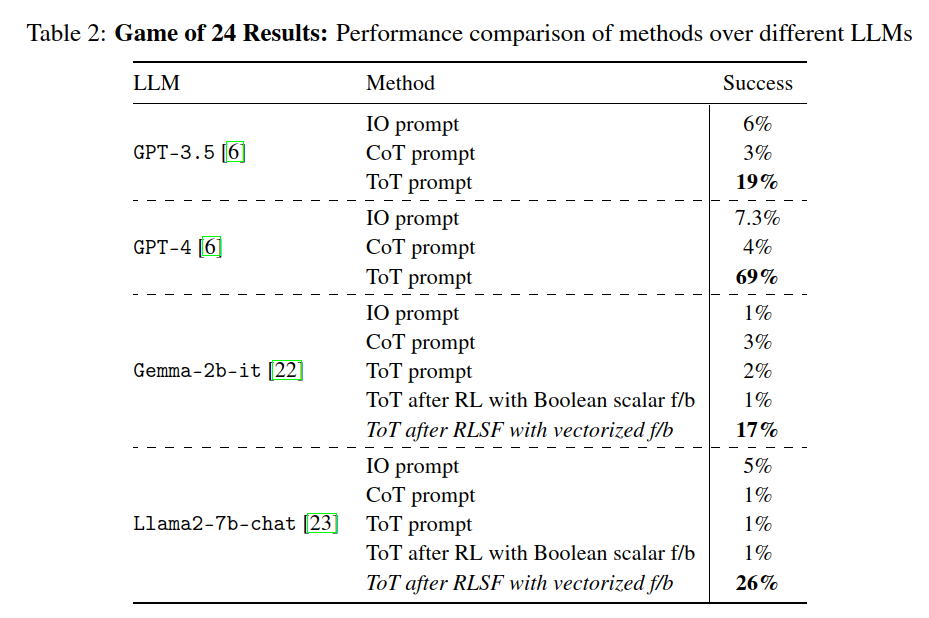 Table 2: Game of 24 Results: Performance comparison of methods over different LLMs
LLM Method Success
IO prompt 6%
GPT-3.5 [6] CoT prompt 3%
ToT prompt 19%
IO prompt 7.3%
GPT-4 [6] CoT prompt 4%
ToT prompt 69%
IO prompt 1%
CoT prompt 3%
Gemma-2b-it [22] ToT prompt 2%
ToT after RL with Boolean scalar f/b 1%
ToT after RLSF with vectorized f/b 17%
IO prompt 5%
CoT prompt 1%
Llama2-7b-chat [23] ToT prompt 1%
ToT after RL with Boolean scalar f/b 1%
ToT after RLSF with vectorized f/b 26%